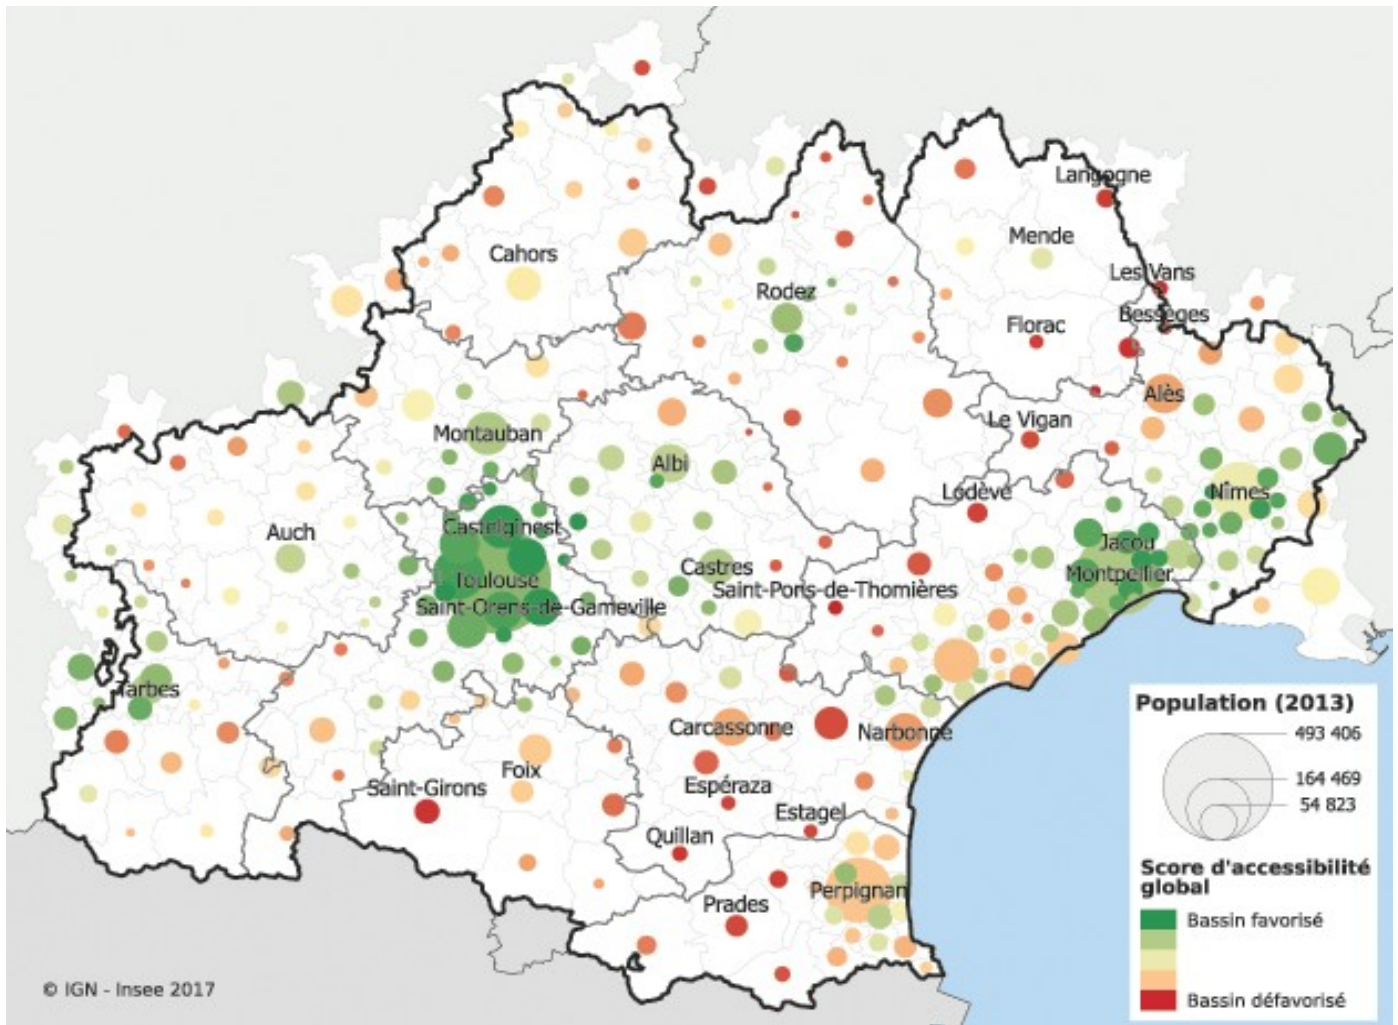 Langogne
Mende
Cahors
Les Vans
Rodez
Bessèges
Florac
Alès
Le Vigan
Montauban
Albi
Lodève
Nîmes
Auch
Castelginest
Jacou
Castres
Montpellier
Toulouse
Saint-Pons-de-Thomières
Saint-Orens-de-Gameville
Tarbes
Carcassonne
Narbonne
Foix
Saint-Girons
Espéraza
Estagel
Quillan
Perpignan
Prades
Population (2013)
493 406
164 469
54 823
Score d'accessibilité
global
Bassin favorisé
Bassin défavorisé
© IGN - Insee 2017